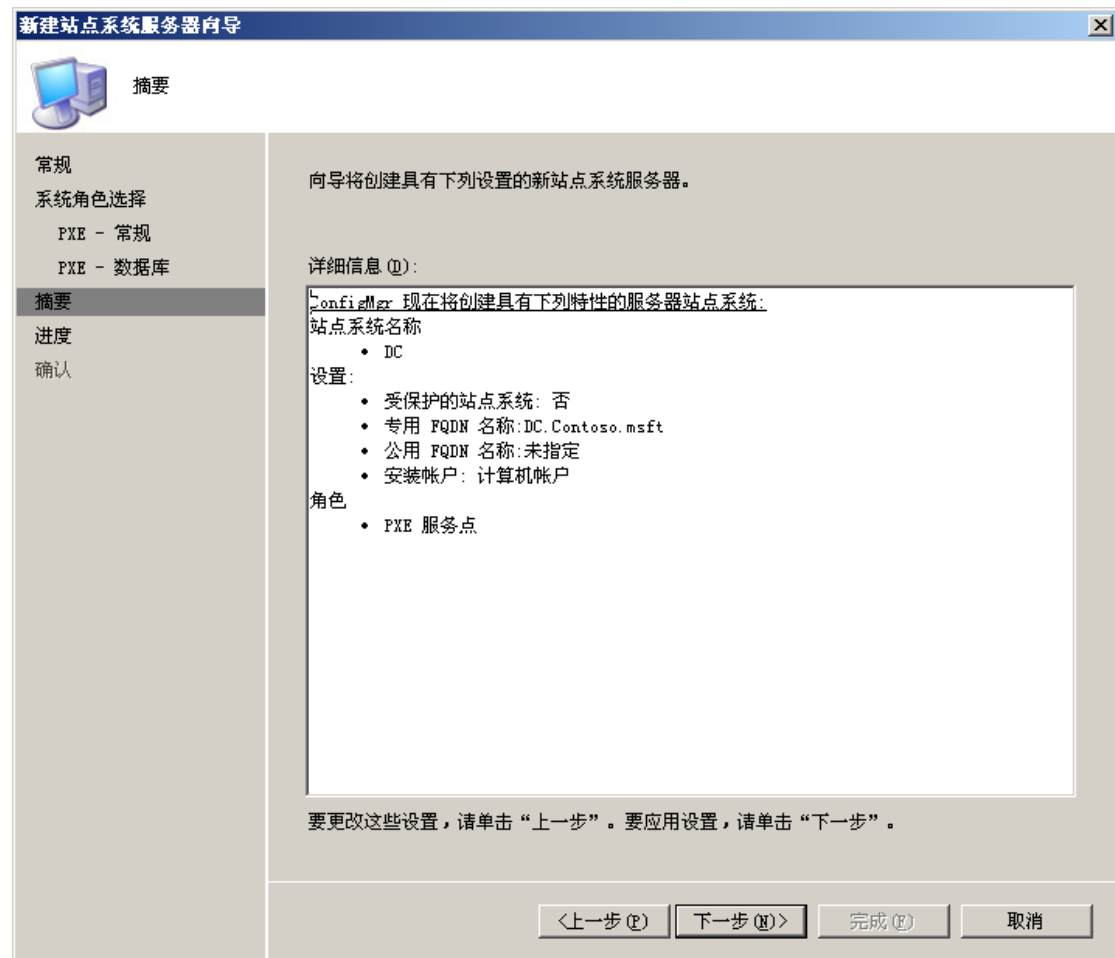 新建站点系统服务器向导
摘要
常规
系统角色选择
PXE - 常规
PXE - 数据库
摘要
进度
确认
向导将创建具有下列设置的新站点系统服务器。
详细信息(D):
ConfigMgr 现在将创建具有下列特性的服务器站点系统:
站点系统名称
• DC
设置:
• 受保护的站点系统: 否
• 专用 FQDN 名称:DC.Contoso.msft
• 公用 FQDN 名称:未指定
• 安装帐户: 计算机帐户
角色
• PXE 服务点
要更改这些设置，请单击“上一步”。要应用设置，请单击“下一步”。
<上一步(P)
下一步(N)>
完成(F)
取消